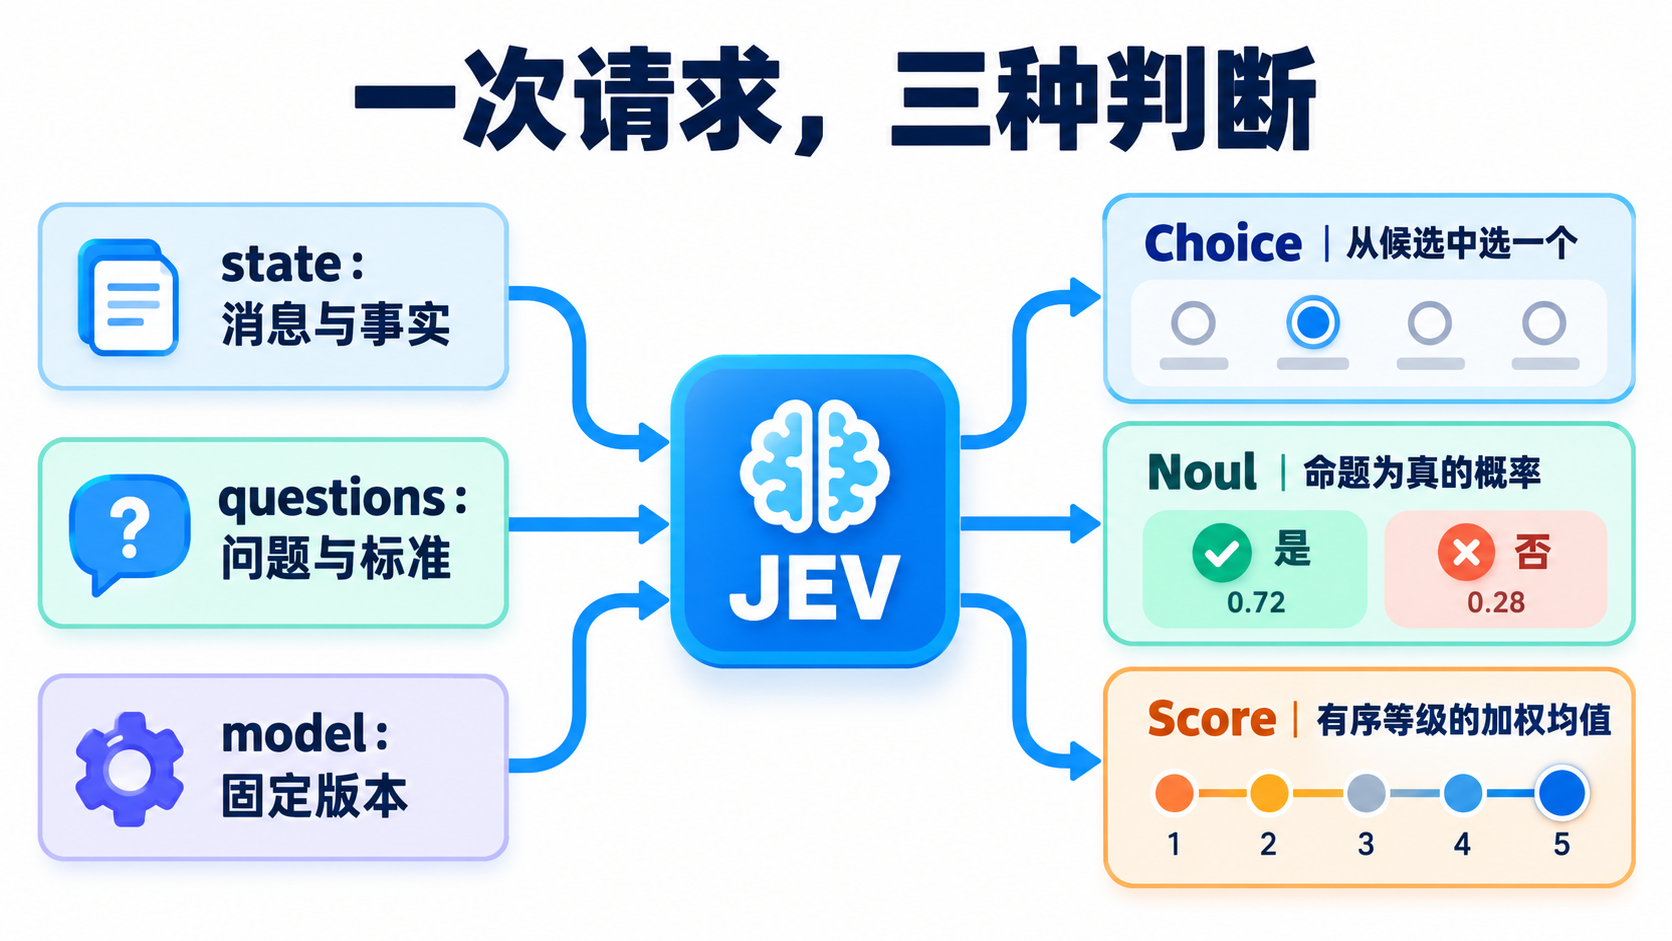 一次请求，三种判断
state：
消息与事实
questions：
问题与标准
model：
固定版本
JEV
Choice | 从候选中选一个
Noul | 命题为真的概率
是
0.72
否
0.28
Score | 有序等级的加权均值
1 2 3 4 5